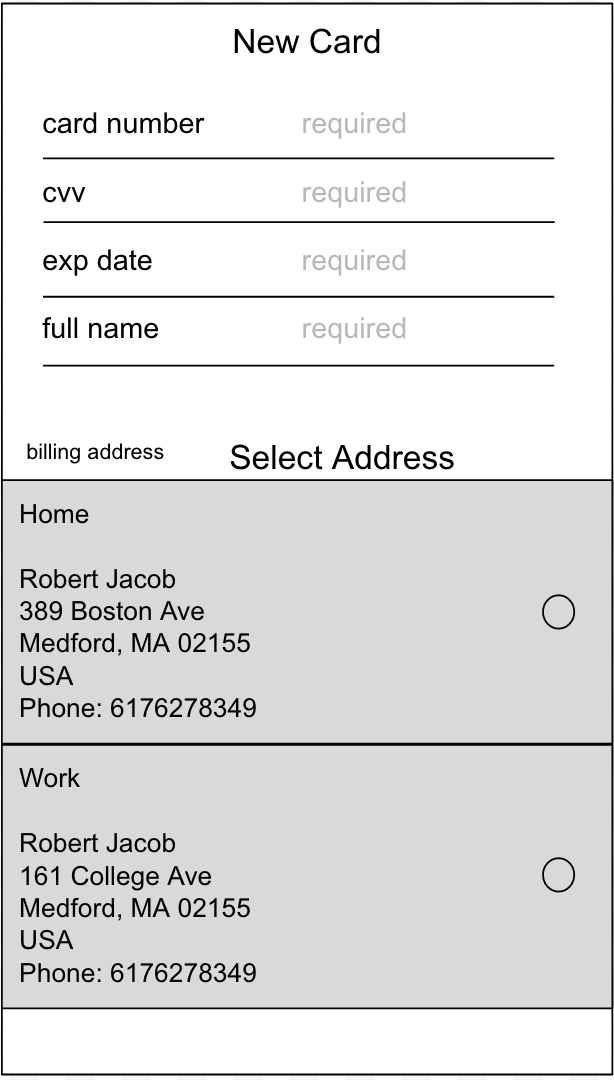 New Card
card number required
cvv required
exp date required
full name required
billing address Select Address
Home
Robert Jacob
389 Boston Ave
Medford, MA 02155
USA
Phone: 6176278349
Work
Robert Jacob
161 College Ave
Medford, MA 02155
USA
Phone: 6176278349